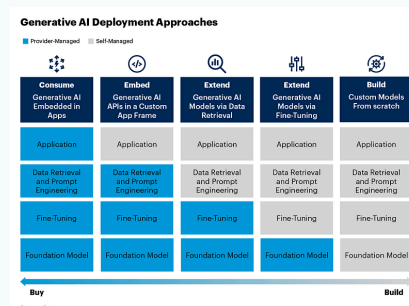 Generative AI Deployment Approaches
Provider-Managed Self-Managed
Consume
Generative AI
Embedded in
Apps
Embed
Generative AI
APIs in a Custom
App Frame
Extend
Generative AI
Models via Data
Retrieval
Extend
Generative AI
Models via
Fine-Tuning
Build
Custom Models
From scratch
Application
Application
Application
Application
Application
Data Retrieval
and Prompt
Engineering
Data Retrieval
and Prompt
Engineering
Data Retrieval
and Prompt
Engineering
Data Retrieval
and Prompt
Engineering
Data Retrieval
and Prompt
Engineering
Fine-Tuning
Fine-Tuning
Fine-Tuning
Fine-Tuning
Fine-Tuning
Foundation Model
Foundation Model
Foundation Model
Foundation Model
Foundation Model
Buy
Build